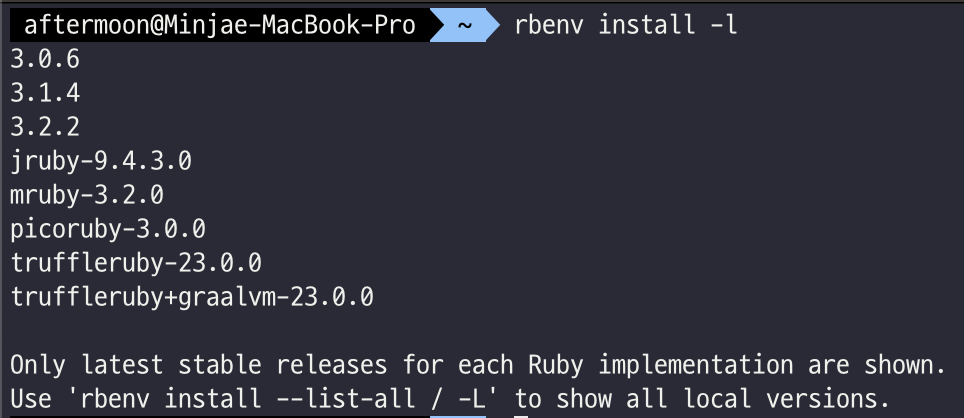 aftermoon@Minjae-MacBook-Pro ~ rbenv install -l
3.0.6
3.1.4
3.2.2
jruby-9.4.3.0
mruby-3.2.0
picoruby-3.0.0
truffleruby-23.0.0
truffleruby+graalvm-23.0.0
Only latest stable releases for each Ruby implementation are shown.
Use 'rbenv install --list-all / -L' to show all local versions.